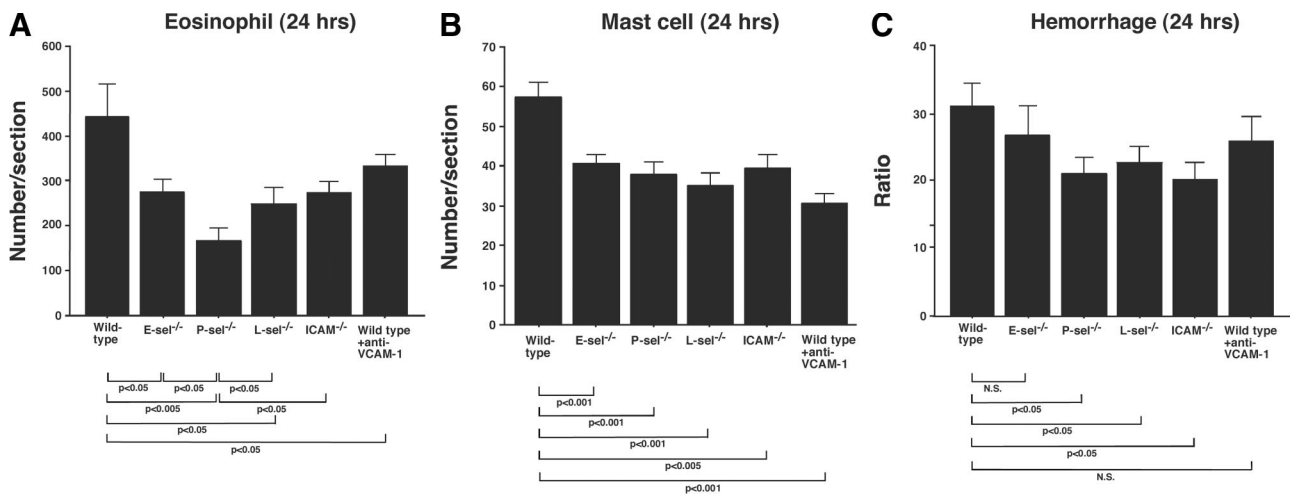 A
Eosinophil (24 hrs)
Number/section
600
500
400
300
200
100
0
Wild-
type
E-sel-/-
P-sel-/-
L-sel-/-
ICAM-/-
Wild type
+anti-
VCAM-1
p<0.05
p<0.05
p<0.05
p<0.005
p<0.05
p<0.05
p<0.05
B
Mast cell (24 hrs)
Number/section
70
60
50
40
30
20
10
0
Wild-
type
E-sel-/-
P-sel-/-
L-sel-/-
ICAM-/-
Wild type
+anti-
VCAM-1
p<0.001
p<0.001
p<0.001
p<0.005
p<0.001
C
Hemorrhage (24 hrs)
Ratio
40
30
20
10
0
Wild-
type
E-sel-/-
P-sel-/-
L-sel-/-
ICAM-/-
Wild type
+anti-
VCAM-1
N.S.
p<0.05
p<0.05
p<0.05
N.S.